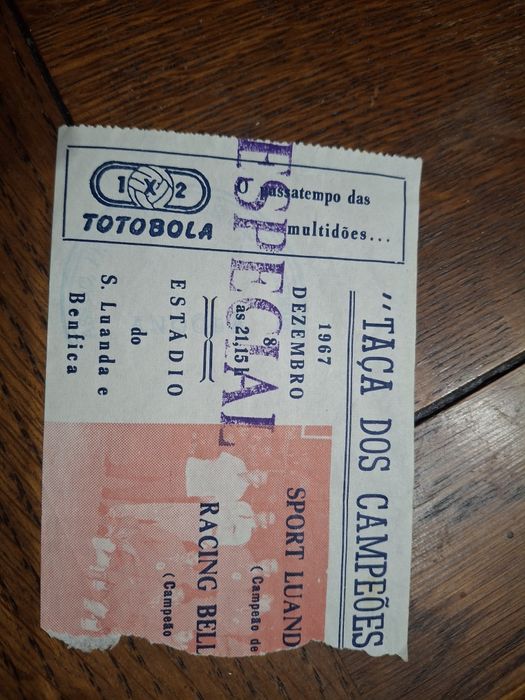 "TAÇA DOS CAMPEÕES
1967
DEZEMBRO
8
às 21,15 h
ESTÁDIO
do
S. Luanda e
Benfica
SPORT LUAND
(Campeão de
RACING BELL
(Campeão
ESPECIAL
1 X 2
TOTOBOLA
O passatempo das
multidões...